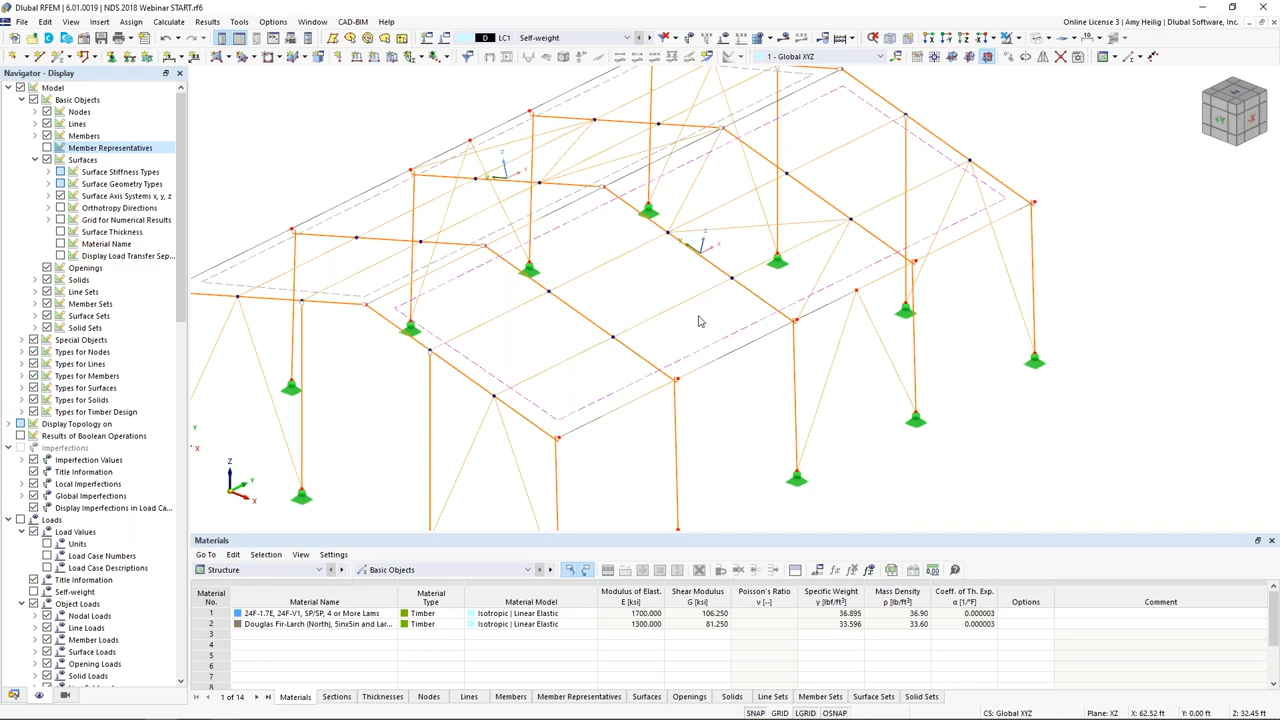 Dlubal RFEM | 6.01.0019 | NDS 2018 Webinar START.rf6
File Edit View Insert Assign Calculate Results Tools Options Window CAD-BIM Help
Online License 3 | Amy Heilig | Dlubal Software, Inc.
D LC1 Self-weight
1 - Global XYZ
Navigator - Display
Model
Basic Objects
Nodes
Lines
Members
Member Representatives
Surfaces
Surface Stiffness Types
Surface Geometry Types
Surface Axis Systems x, y, z
Orthotropy Directions
Grid for Numerical Results
Surface Thickness
Material Name
Display Load Transfer Sep...
Openings
Solids
Line Sets
Member Sets
Surface Sets
Solid Sets
Special Objects
Types for Nodes
Types for Lines
Types for Members
Types for Surfaces
Types for Solids
Types for Timber Design
Display Topology on
Results of Boolean Operations
Imperfections
Imperfection Values
Title Information
Local Imperfections
Global Imperfections
Display Imperfections in Load Ca...
Loads
Load Values
Units
Load Case Numbers
Load Case Descriptions
Title Information
Self-weight
Object Loads
Nodal Loads
Line Loads
Member Loads
Surface Loads
Opening Loads
Solid Loads
+Y
-X
z
x
z
y
x
Y
X
Z
Y
X
Materials
Go To Edit Selection View Settings
Structure Basic Objects
Material No. Material Name Material Type Material Model Modulus of Elast. E [ksi] Shear Modulus G [ksi] Poisson's Ratio ν [--] Specific Weight γ [lbf/ft³] Mass Density ρ [lb/ft³] Coeff. of Th. Exp. α [1/°F] Options Comment
1 24F-1.7E, 24F-V1, SP/SP, 4 or More Lams Timber Isotropic | Linear Elastic 1700.000 106.250 36.895 36.90 0.000003
2 Douglas Fir-Larch (North), Sinx5in and Lar... Timber Isotropic | Linear Elastic 1300.000 81.250 33.596 33.60 0.000003
3
4
5
6
7
8
1 of 14 Materials Sections Thicknesses Nodes Lines Members Member Representatives Surfaces Openings Solids Line Sets Member Sets Surface Sets Solid Sets
SNAP GRID LGRID OSNAP CS: Global XYZ Plane: XZ X: 62.52 ft Y: 0.00 ft Z: 32.45 ft